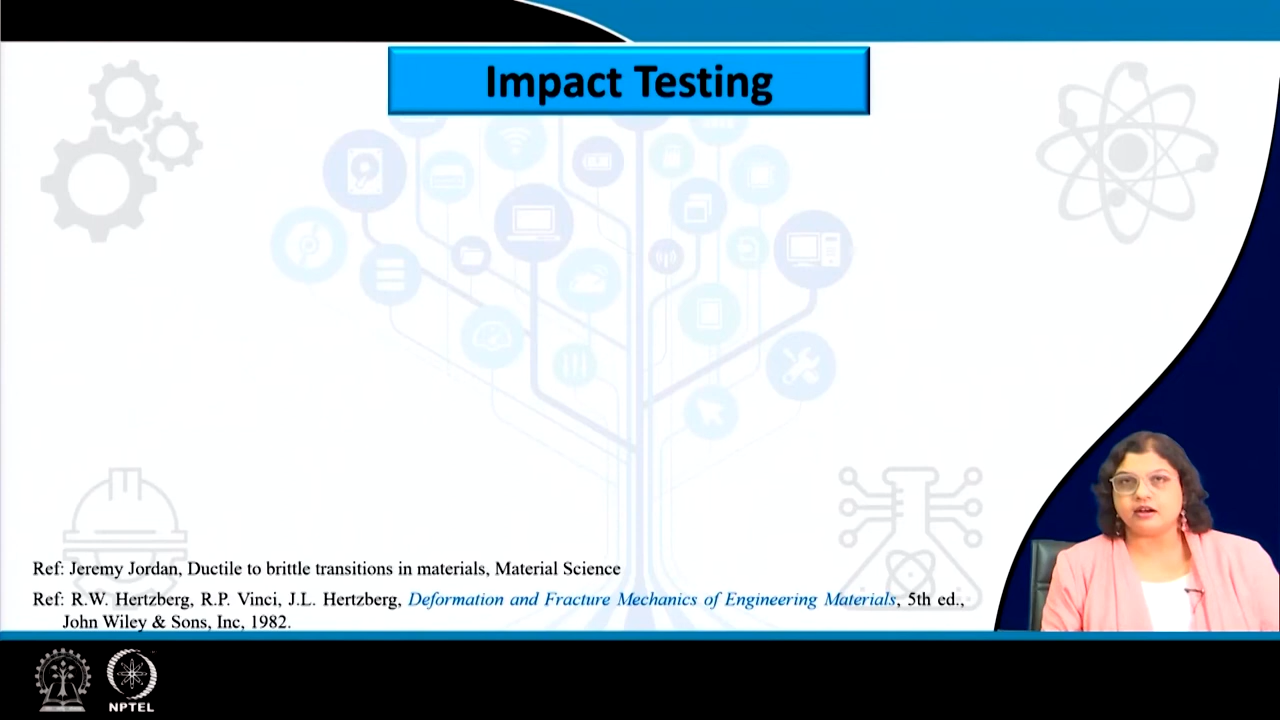 Impact Testing
Ref: Jeremy Jordan, Ductile to brittle transitions in materials, Material Science
Ref: R.W. Hertzberg, R.P. Vinci, J.L. Hertzberg, Deformation and Fracture Mechanics of Engineering Materials, 5th ed.,
John Wiley & Sons, Inc, 1982.
NPTEL